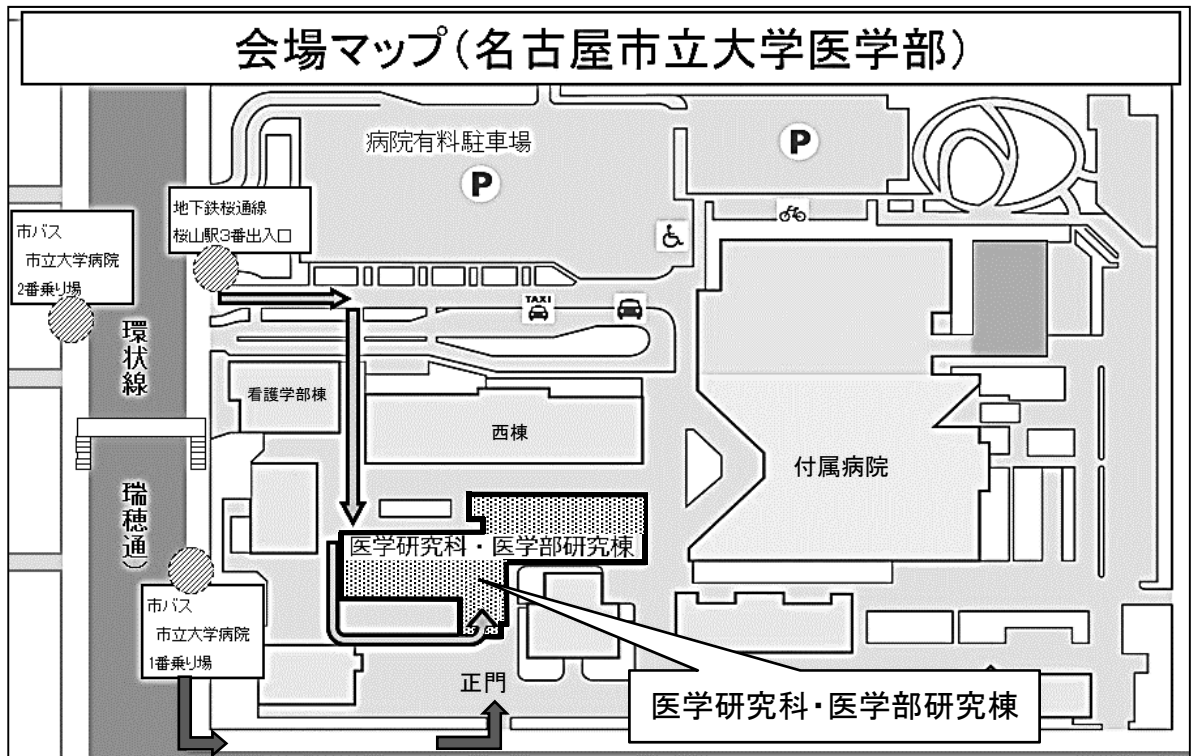 会場マップ(名古屋市立大学医学部)
病院有料駐車場
P
P
地下鉄桜通線
桜山駅3番出入口
市バス
市立大学病院
2番乗り場
TAXI
環状線
看護学部棟
西棟
付属病院
瑞穂通)
医学研究科・医学部研究棟
市バス
市立大学病院
1番乗り場
正門
医学研究科・医学部研究棟